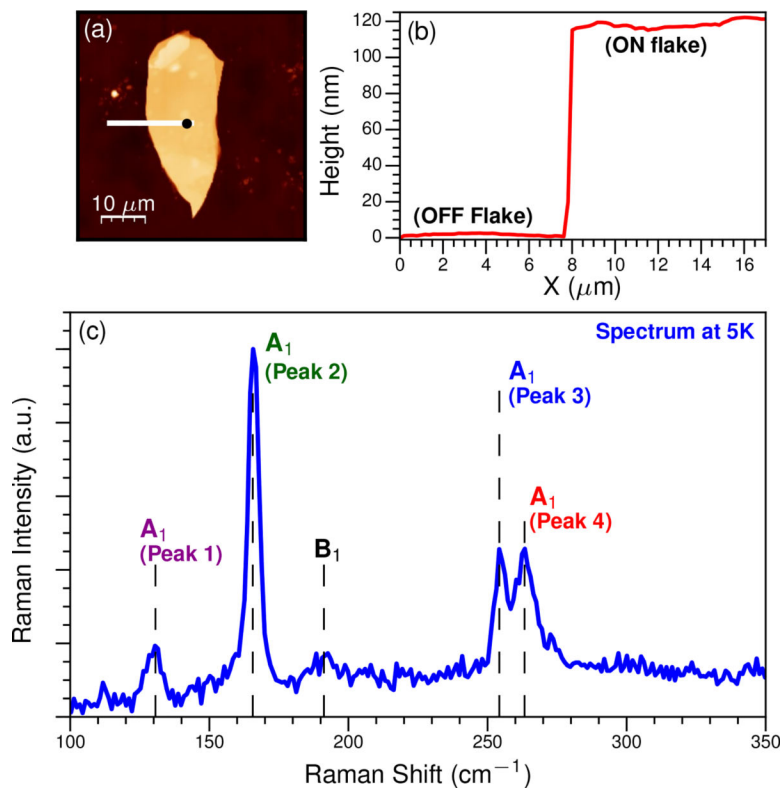 (a)
10 μm
(b)
Height (nm)
120
100
80
60
40
20
0
(ON flake)
(OFF Flake)
0 2 4 6 8 10 12 14 16
X (μm)
(c)
Spectrum at 5K
Raman Intensity (a.u.)
A₁
(Peak 1)
A₁
(Peak 2)
B₁
A₁
(Peak 3)
A₁
(Peak 4)
100 150 200 250 300 350
Raman Shift (cm⁻¹)